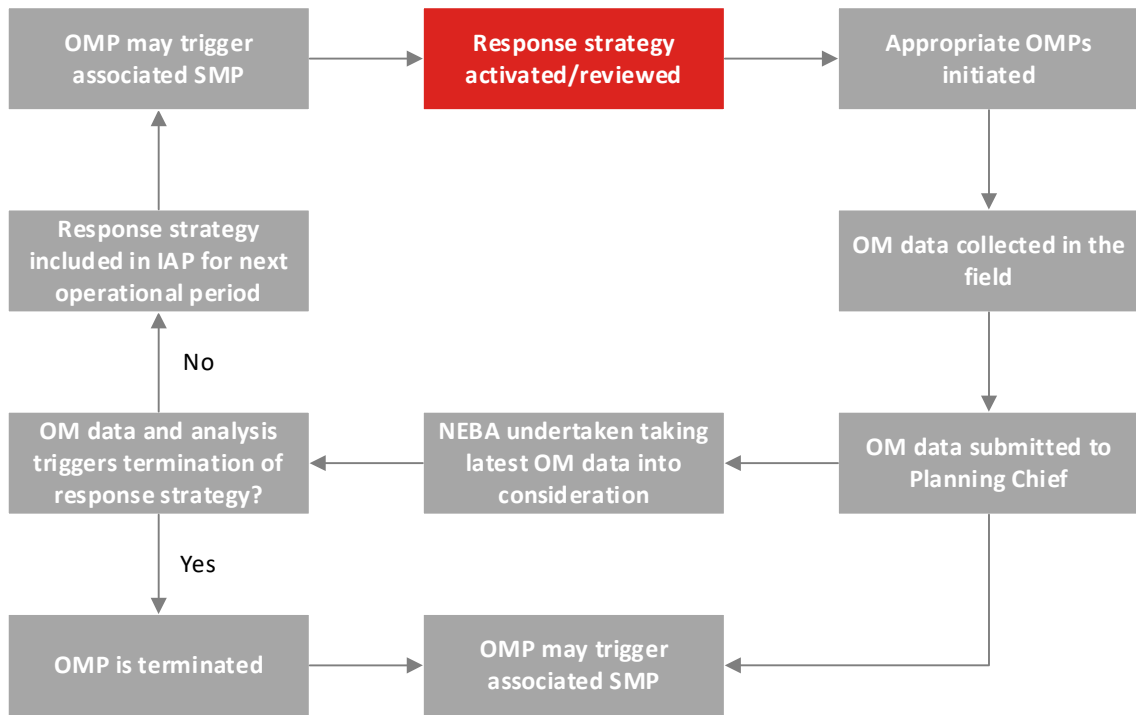 OMP may trigger
associated SMP
Response strategy
activated/reviewed
Appropriate OMPs
initiated
Response strategy
included in IAP for next
operational period
OM data collected in the
field
No
OM data and analysis
triggers termination of
response strategy?
NEBA undertaken taking
latest OM data into
consideration
OM data submitted to
Planning Chief
Yes
OMP is terminated
OMP may trigger
associated SMP